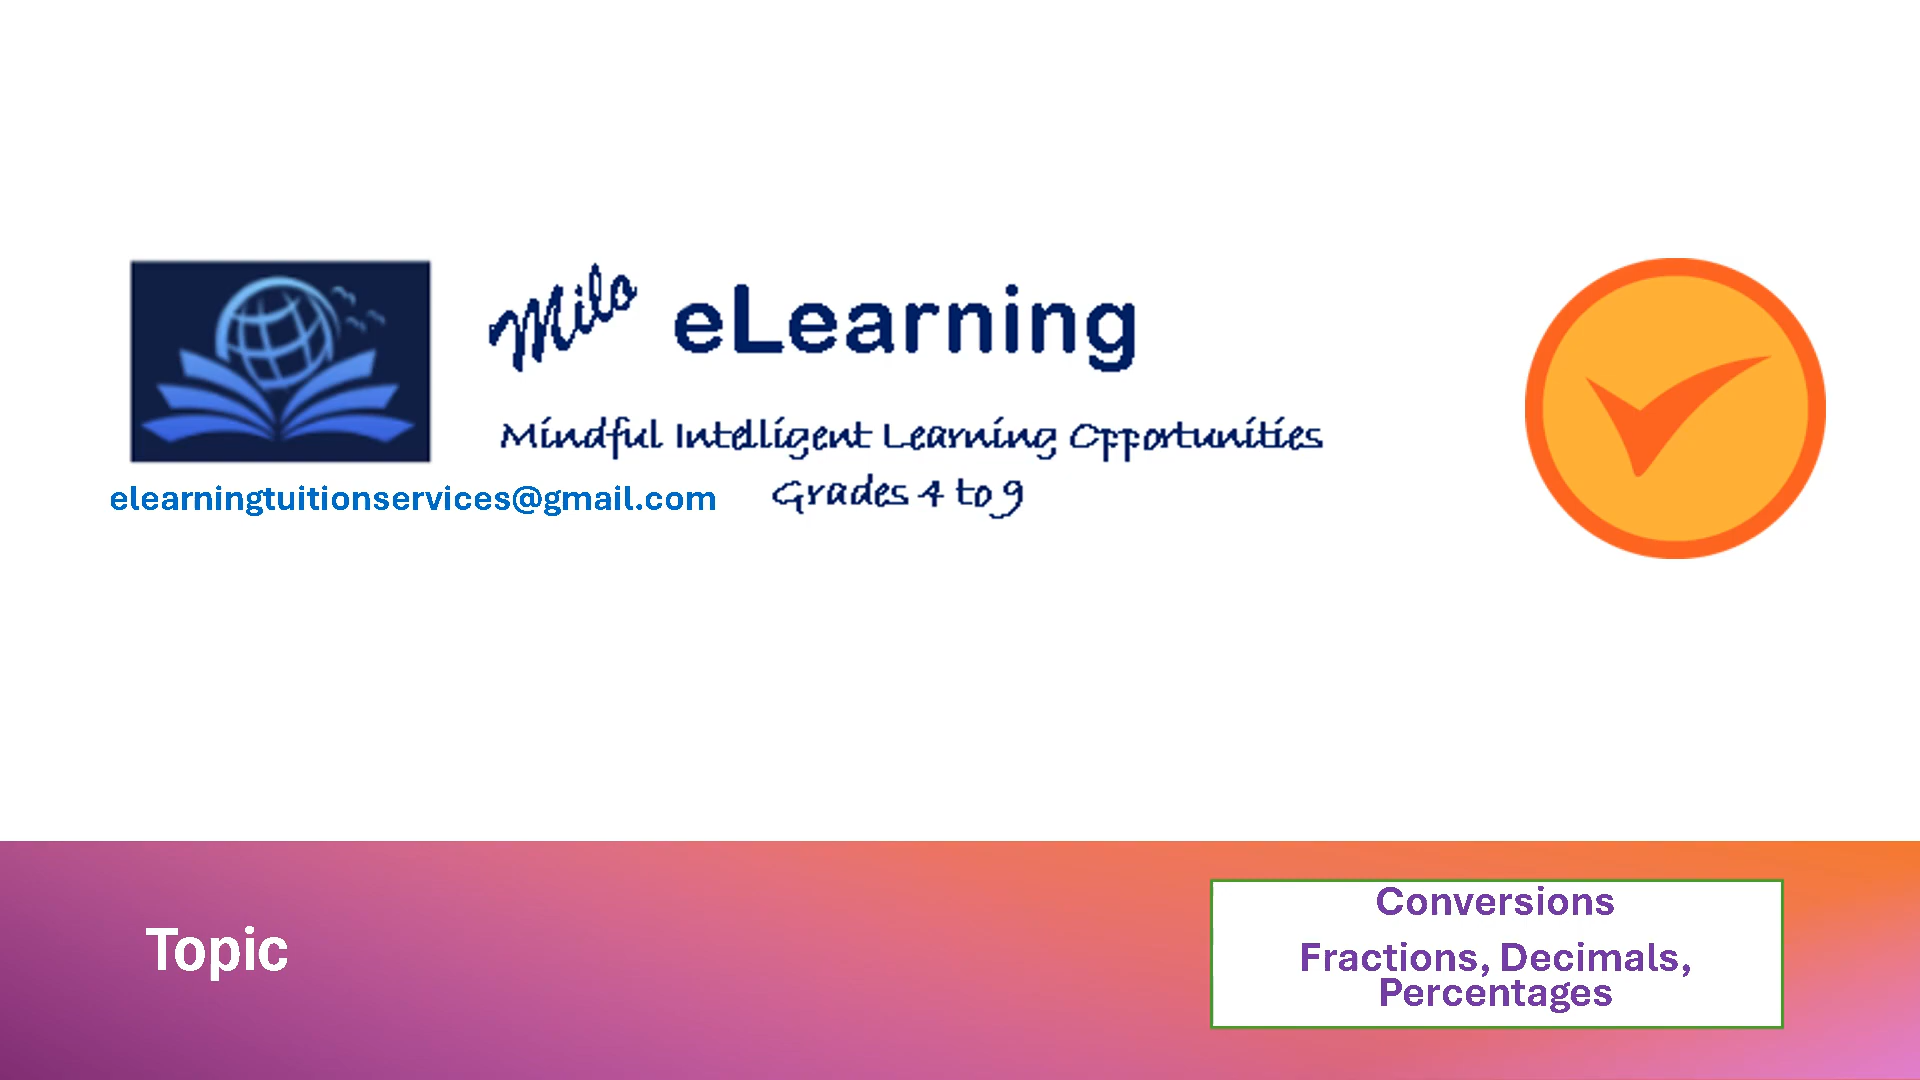 Milo eLearning
Mindful Intelligent Learning Opportunities
elearningtuitionservices@gmail.com
Grades 4 to 9
Topic
Conversions
Fractions, Decimals,
Percentages